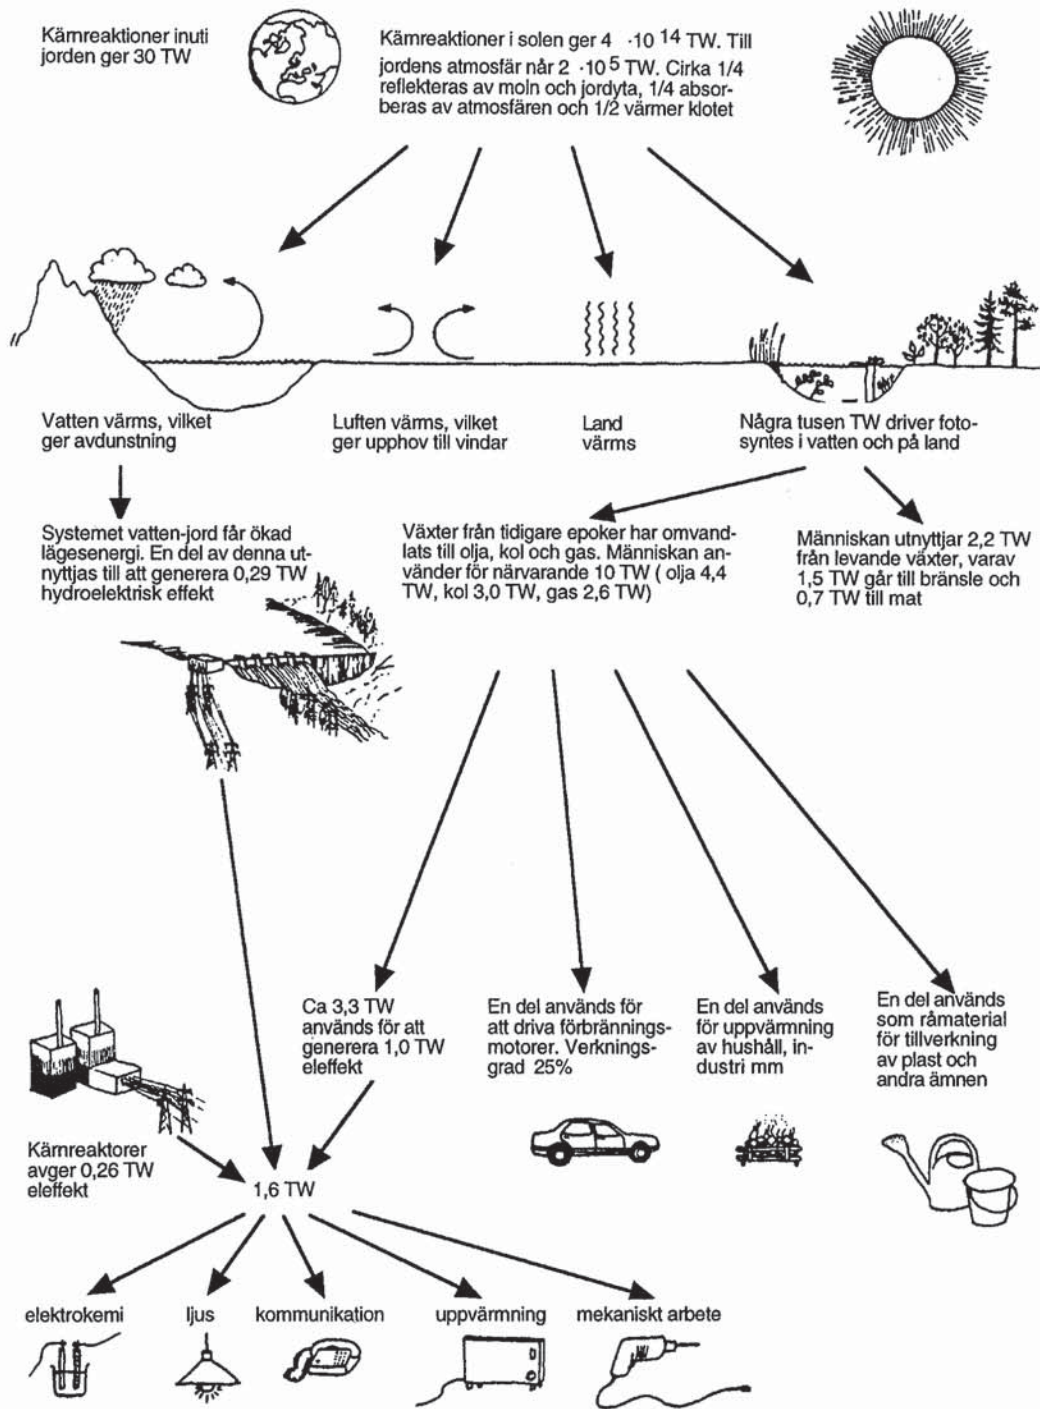 Kärnreaktioner inuti
jorden ger 30 TW
Kärnreaktioner i solen ger 4 ·10 14 TW. Till
jordens atmosfär når 2 ·10 5 TW. Cirka 1/4
reflekteras av moln och jordyta, 1/4 absor-
beras av atmosfären och 1/2 värmer klotet
Vatten värms, vilket
ger avdunstning
Luften värms, vilket
ger upphov till vindar
Land
värms
Några tusen TW driver foto-
syntes i vatten och på land
Systemet vatten-jord får ökad
lägesenergi. En del av denna ut-
nyttjas till att generera 0,29 TW
hydroelektrisk effekt
Växter från tidigare epoker har omvand-
lats till olja, kol och gas. Människan an-
vänder för närvarande 10 TW ( olja 4,4
TW, kol 3,0 TW, gas 2,6 TW)
Människan utnyttjar 2,2 TW
från levande växter, varav
1,5 TW går till bränsle och
0,7 TW till mat
Ca 3,3 TW
används för att
generera 1,0 TW
eleffekt
En del används för
att driva förbrännings-
motorer. Verknings-
grad 25%
En del används
för uppvärmning
av hushåll, in-
dustri mm
En del används
som råmaterial
för tillverkning
av plast och
andra ämnen
Kärnreaktorer
avger 0,26 TW
eleffekt
1,6 TW
elektrokemi
ljus
kommunikation
uppvärmning
mekaniskt arbete